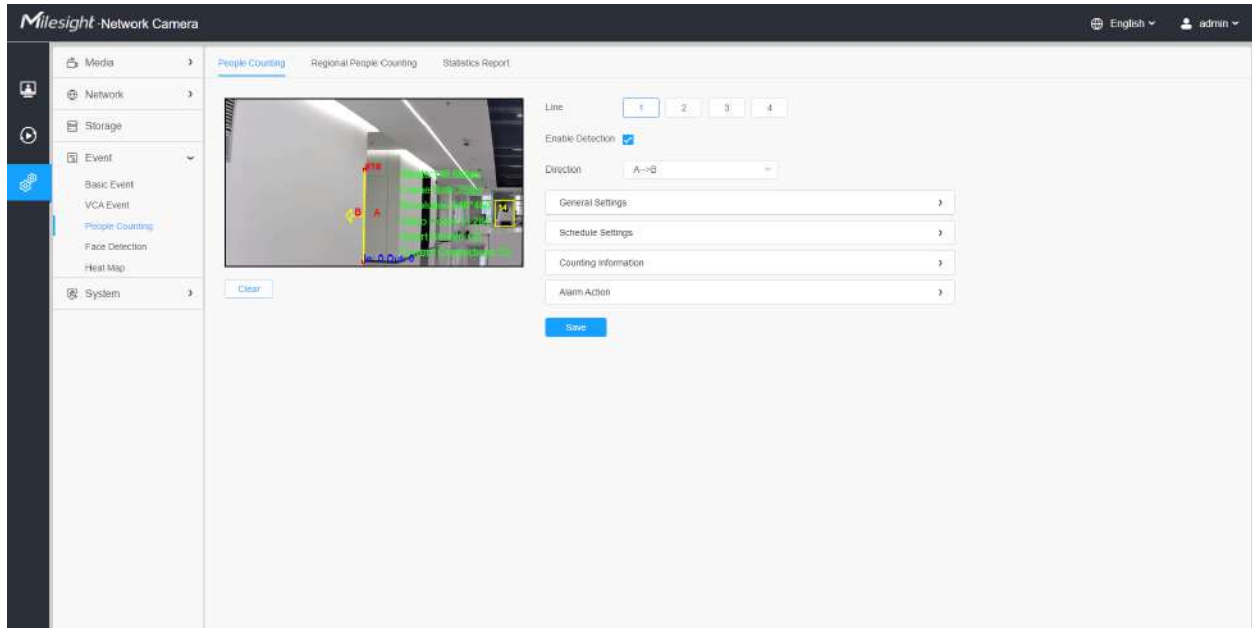 Milesight · Network Camera
English
admin
Media
Network
Storage
Event
Basic Event
VCA Event
People Counting
Face Detection
Heat Map
System
People Counting
Regional People Counting
Statistics Report
B
A
Clear
Line
1
2
3
4
Enable Detection
Direction
A-->B
General Settings
Schedule Settings
Counting Information
Alarm Action
Save